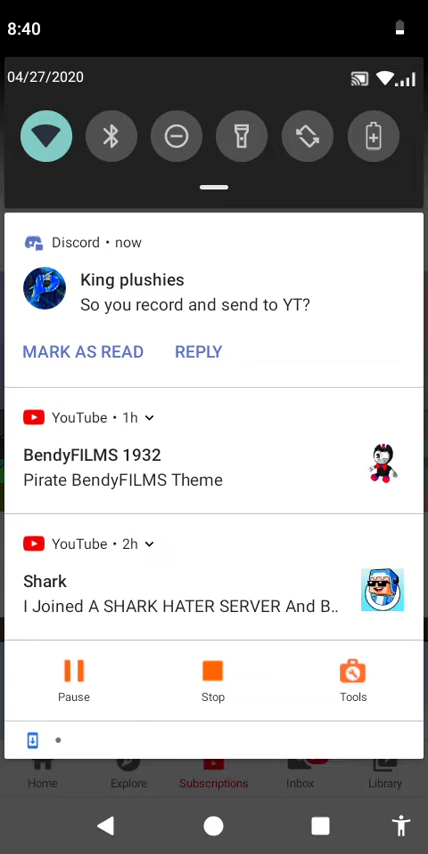 8:40
04/27/2020
Discord • now
King plushies
So you record and send to YT?
MARK AS READ REPLY
YouTube • 1h
BendyFILMS 1932
Pirate BendyFILMS Theme
YouTube • 2h
Shark
I Joined A SHARK HATER SERVER And B..
Pause Stop Tools
Home Explore Subscriptions Inbox Library